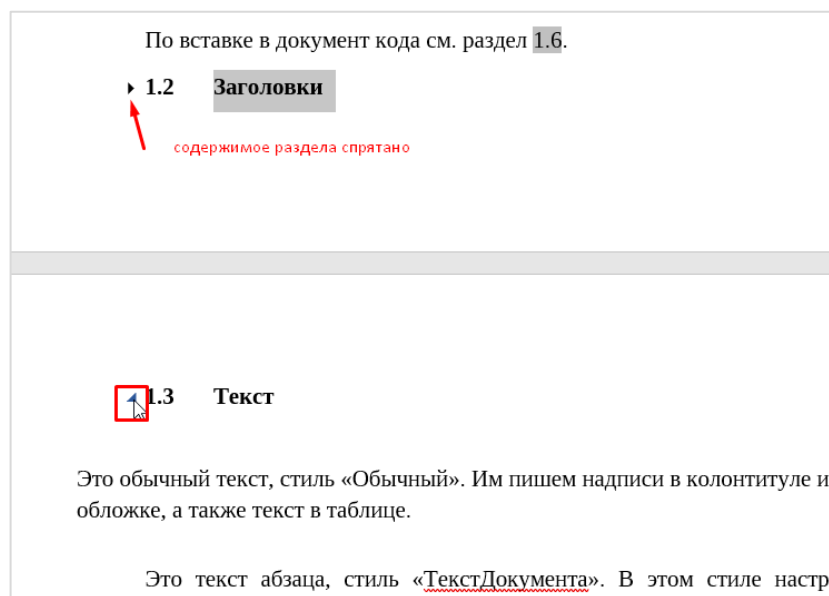 По вставке в документ кода см. раздел 1.6.
1.2 Заголовки
содержимое раздела спрятано
1.3 Текст
Это обычный текст, стиль «Обычный». Им пишем надписи в колонтитуле и
обложке, а также текст в таблице.
Это текст абзаца, стиль «ТекстДокумента». В этом стиле настр